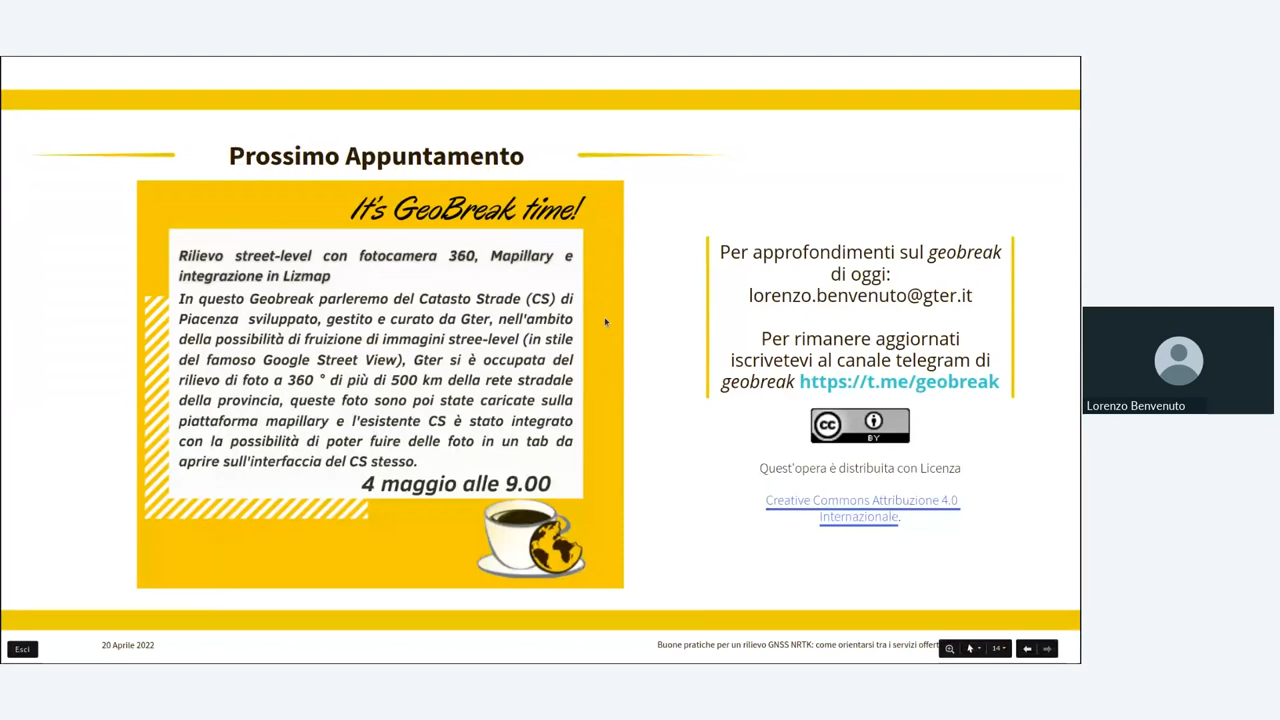 Prossimo Appuntamento
It's GeoBreak time!
Rilievo street-level con fotocamera 360, Mapillary e
integrazione in Lizmap
In questo Geobreak parleremo del Catasto Strade (CS) di
Piacenza sviluppato, gestito e curato da Gter, nell'ambito
della possibilità di fruizione di immagini stree-level (in stile
del famoso Google Street View), Gter si è occupata del
rilievo di foto a 360 ° di più di 500 km della rete stradale
della provincia, queste foto sono poi state caricate sulla
piattaforma mapillary e l'esistente CS è stato integrato
con la possibilità di poter fuire delle foto in un tab da
aprire sull'interfaccia del CS stesso.
4 maggio alle 9.00
Per approfondimenti sul geobreak
di oggi:
lorenzo.benvenuto@gter.it
Per rimanere aggiornati
iscrivetevi al canale telegram di
geobreak https://t.me/geobreak
cc
BY
Quest'opera è distribuita con Licenza
Creative Commons Attribuzione 4.0
Internazionale.
Lorenzo Benvenuto
Esci
20 Aprile 2022
Buone pratiche per un rilievo GNSS NRTK: come orientarsi tra i servizi offert
14